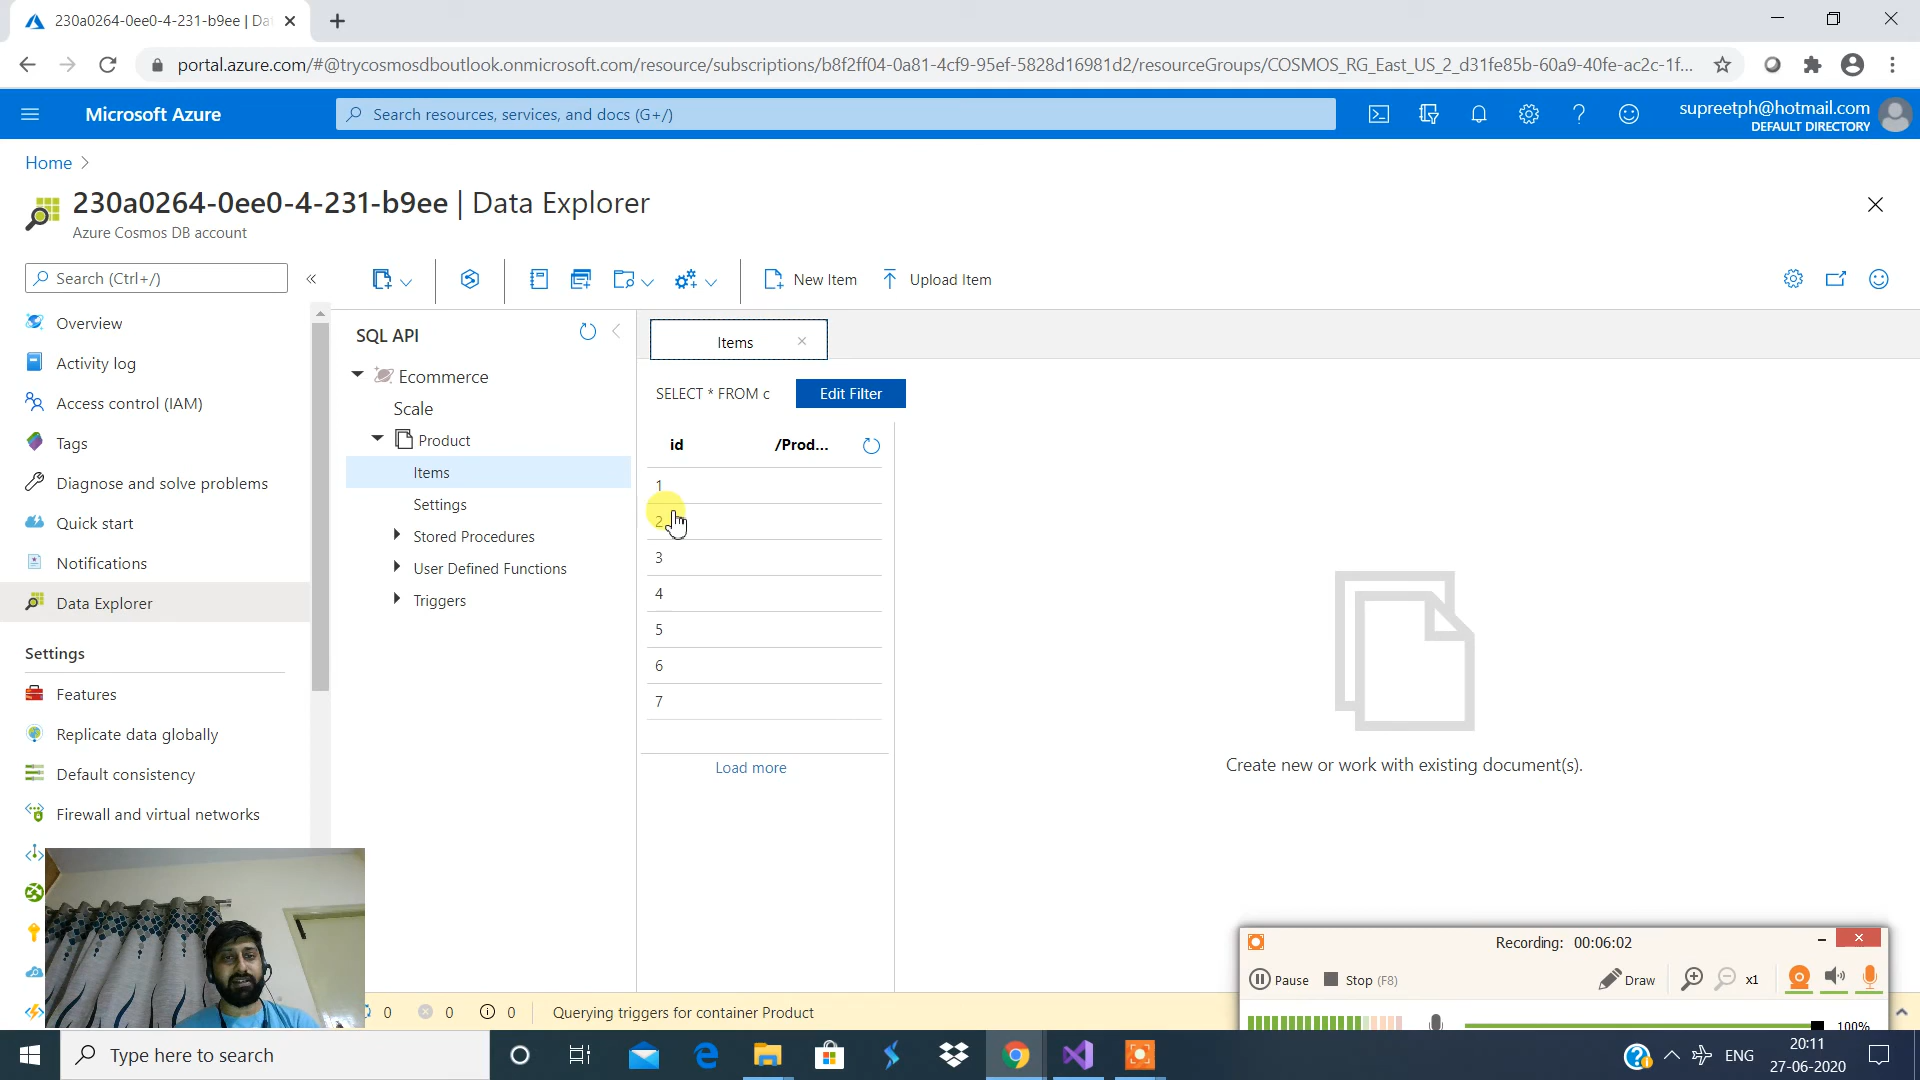 230a0264-0ee0-4-231-b9ee | Da
portal.azure.com/#@trycosmosdboutlook.onmicrosoft.com/resource/subscriptions/b8f2ff04-0a81-4cf9-95ef-5828d16981d2/resourceGroups/COSMOS_RG_East_US_2_d31fe85b-60a9-40fe-ac2c-1f...
Microsoft Azure
Search resources, services, and docs (G+/)
supreetph@hotmail.com
DEFAULT DIRECTORY
Home
230a0264-0ee0-4-231-b9ee | Data Explorer
Azure Cosmos DB account
Search (Ctrl+/)
New Item
Upload Item
Overview
Activity log
Access control (IAM)
Tags
Diagnose and solve problems
Quick start
Notifications
Data Explorer
Settings
Features
Replicate data globally
Default consistency
Firewall and virtual networks
SQL API
Ecommerce
Scale
Product
Items
Settings
Stored Procedures
User Defined Functions
Triggers
Items
SELECT * FROM c
Edit Filter
id /Prod...
1
2
3
4
5
6
7
Load more
Create new or work with existing document(s).
0 0 0 Querying triggers for container Product
Recording: 00:06:02
Pause Stop (F8) Draw x1
100%
Type here to search
ENG
20:11
27-06-2020